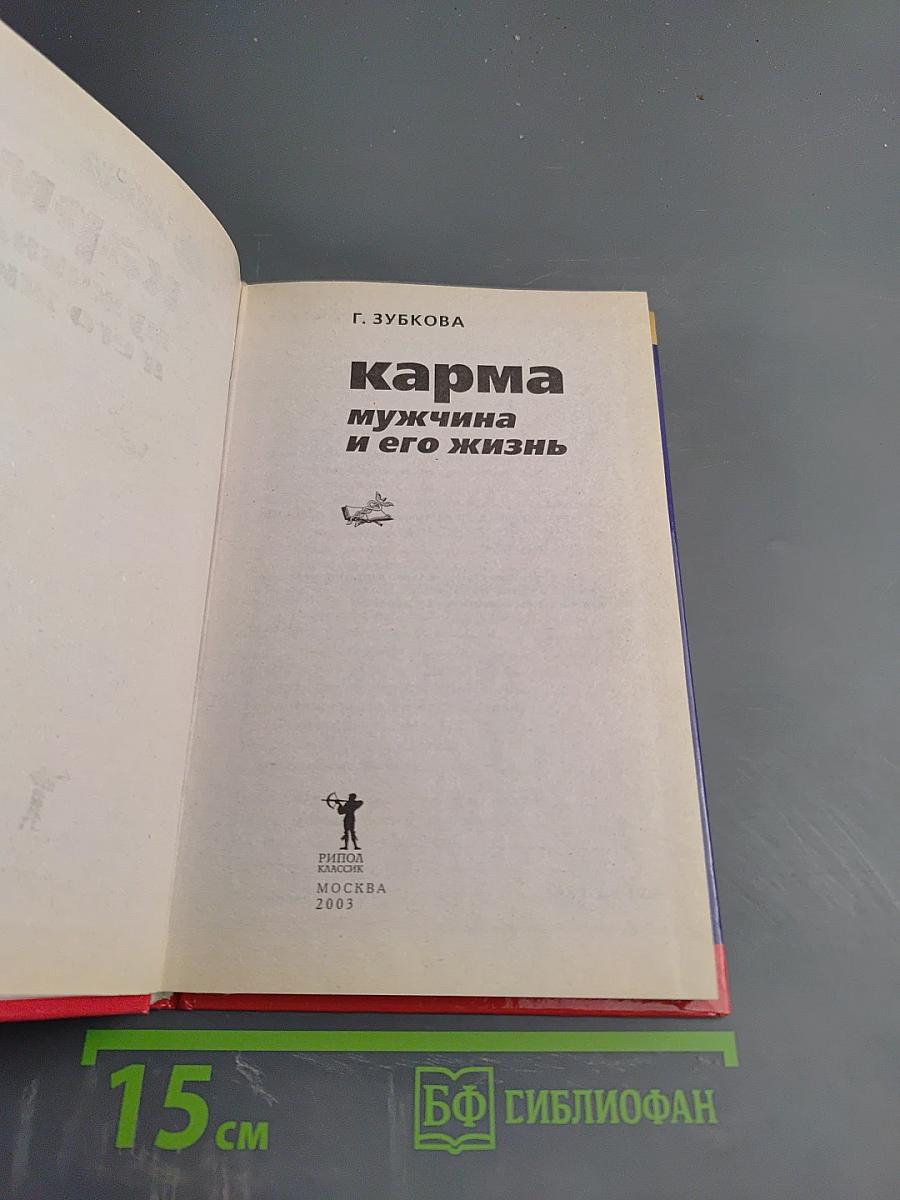 Г. ЗУБКОВА
карма
мужчина
и его жизнь
РИПОЛ
КЛАССИК
МОСКВА
2003
15 см
БФ БИБЛИОФАН